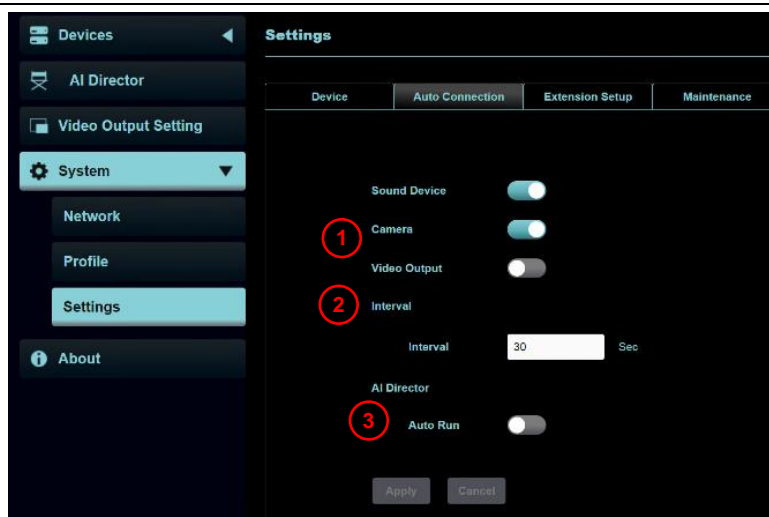 Devices
AI Director
Video Output Setting
System
Network
Profile
Settings
About
Settings
Device Auto Connection Extension Setup Maintenance
Sound Device
1 Camera
Video Output
2 Interval
Interval 30 Sec
AI Director
3 Auto Run
Apply Cancel